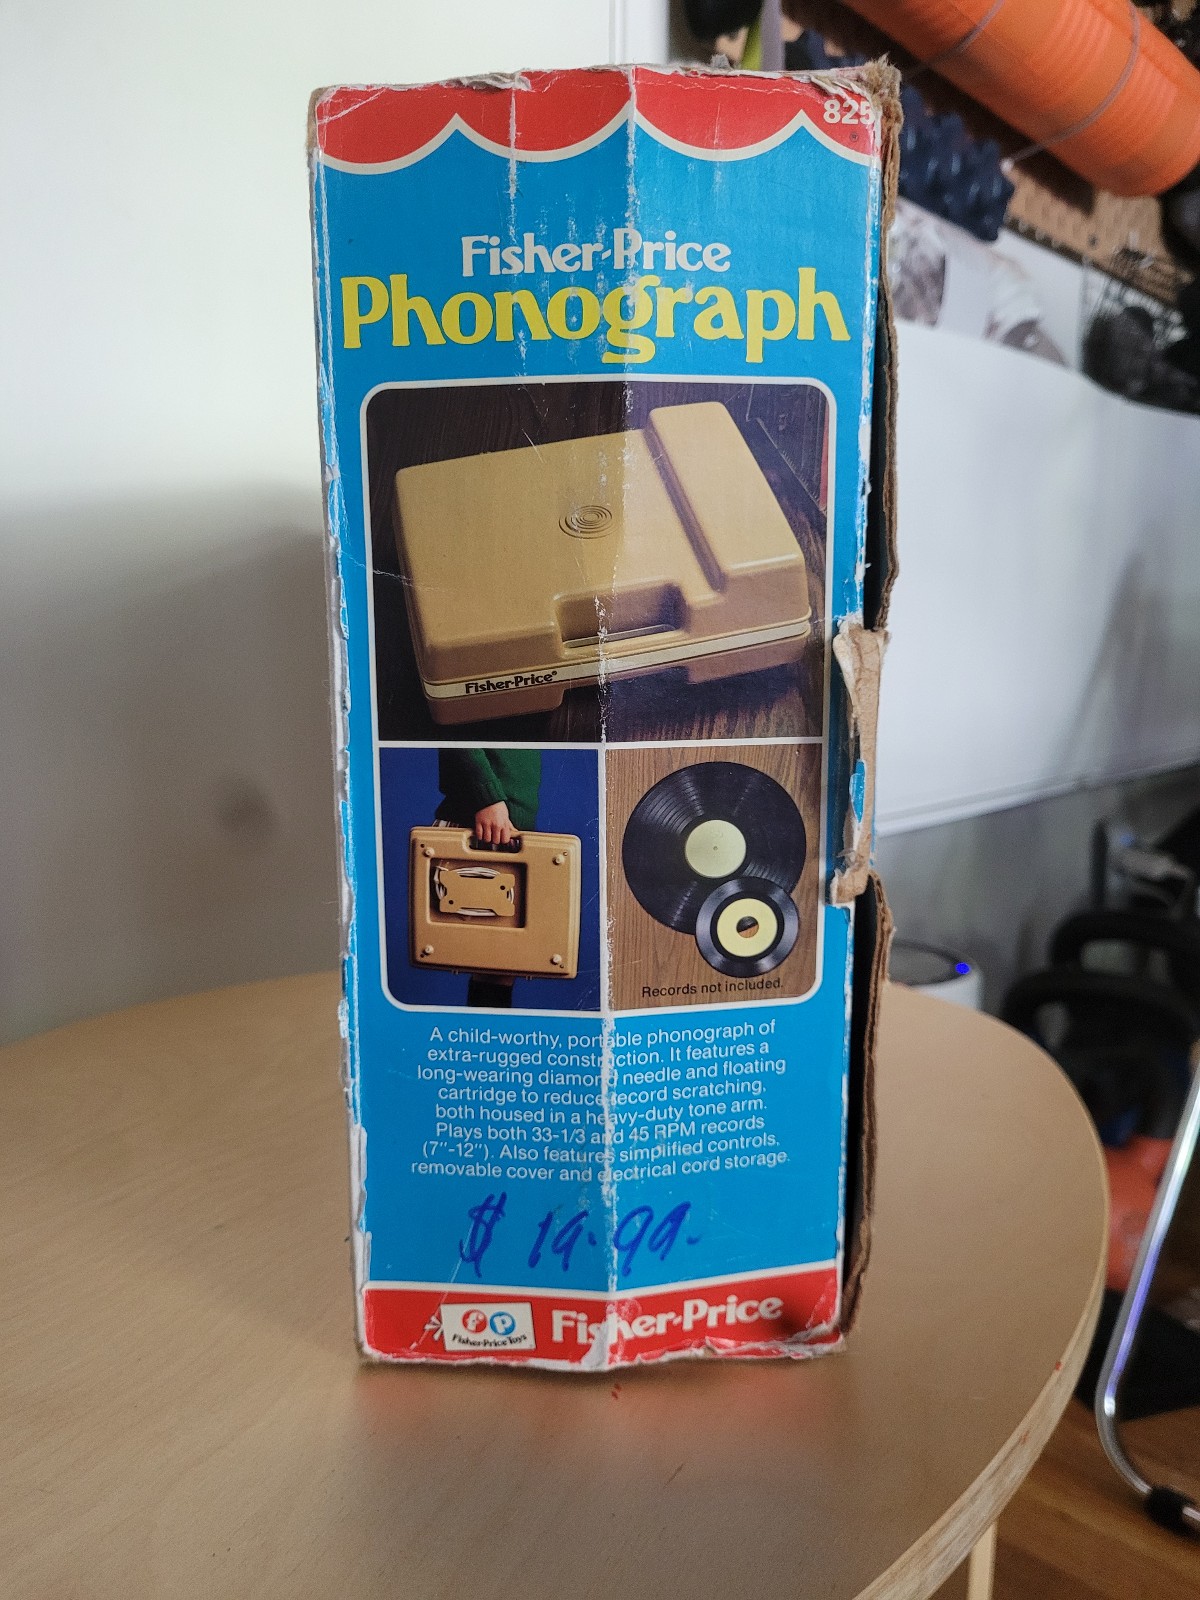 825
Fisher-Price
Phonograph
Fisher-Price®
Records not included.
A child-worthy, portable phonograph of
extra-rugged construction. It features a
long-wearing diamond needle and floating
cartridge to reduce record scratching,
both housed in a heavy-duty tone arm.
Plays both 33-1/3 and 45 RPM records
(7"-12"). Also features simplified controls,
removable cover and electrical cord storage.
$ 19.99.
fp
Fisher-Price Toys
Fisher-Price